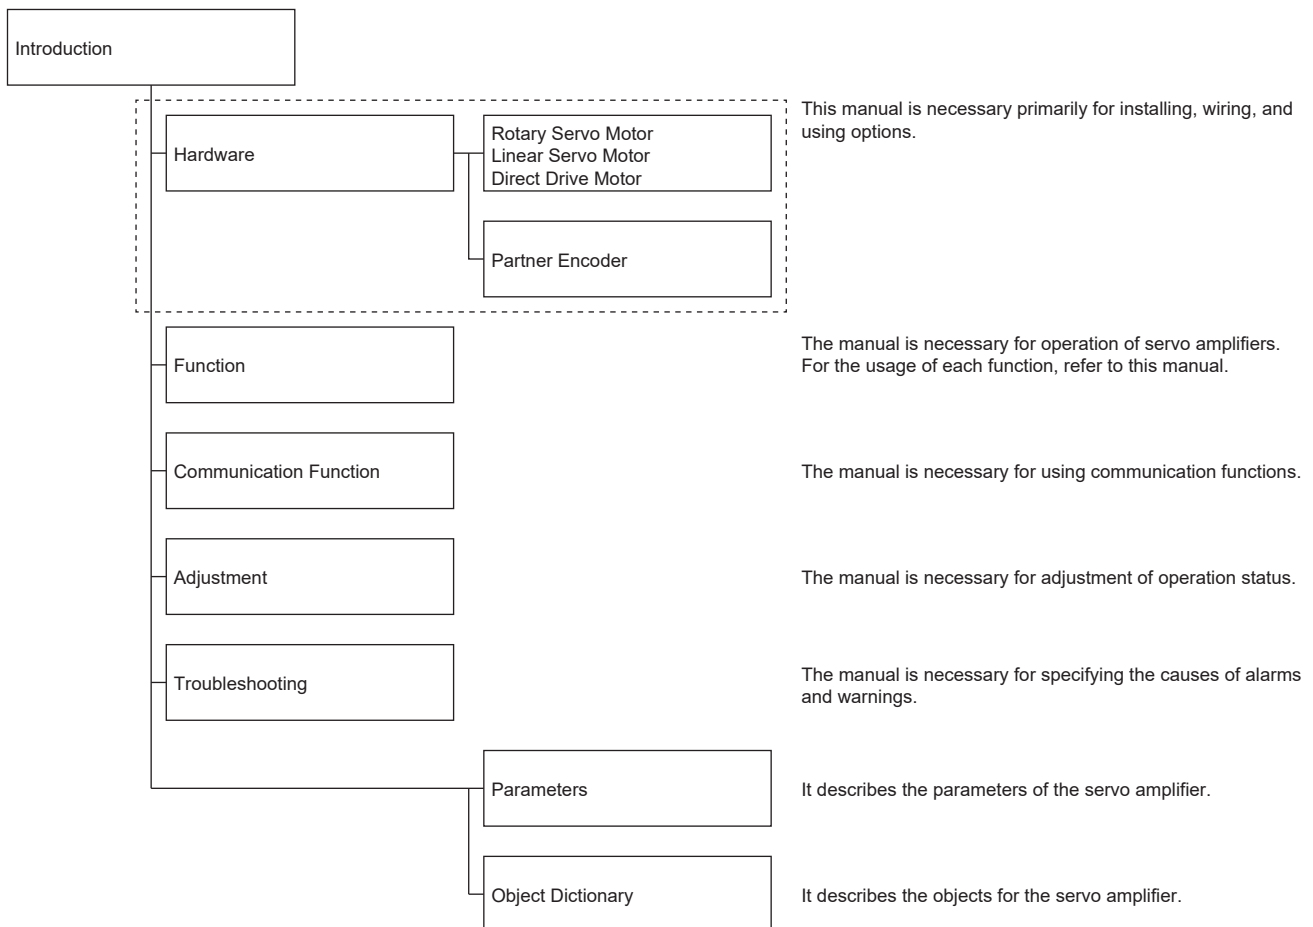 Introduction
This manual is necessary primarily for installing, wiring, and
using options.
Hardware
Rotary Servo Motor
Linear Servo Motor
Direct Drive Motor
Partner Encoder
Function
The manual is necessary for operation of servo amplifiers.
For the usage of each function, refer to this manual.
Communication Function
The manual is necessary for using communication functions.
Adjustment
The manual is necessary for adjustment of operation status.
Troubleshooting
The manual is necessary for specifying the causes of alarms
and warnings.
Parameters
It describes the parameters of the servo amplifier.
Object Dictionary
It describes the objects for the servo amplifier.